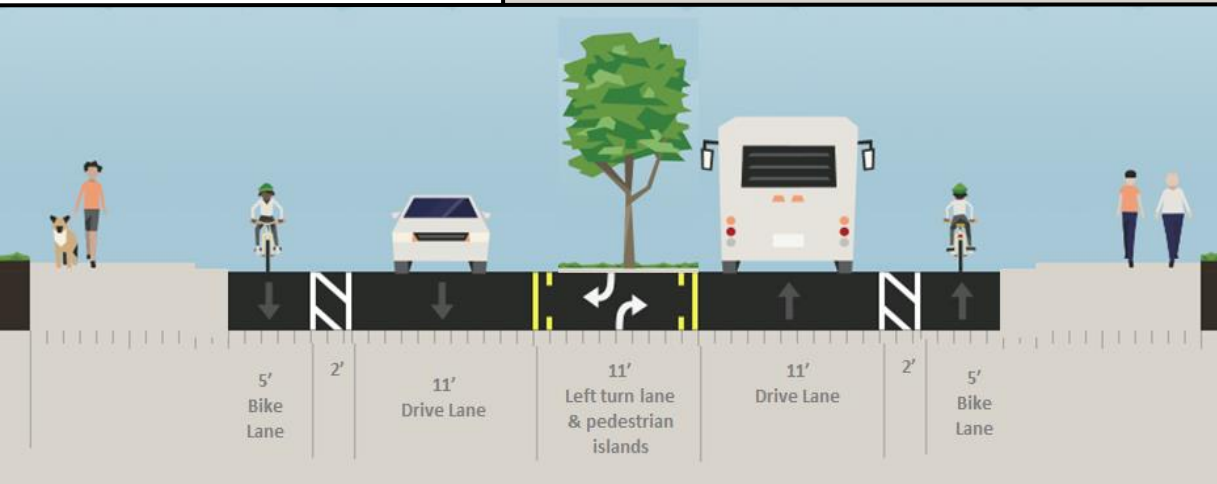 5′
Bike
Lane
2′
11′
Drive Lane
11′
Left turn lane
& pedestrian
islands
11′
Drive Lane
2′
5′
Bike
Lane